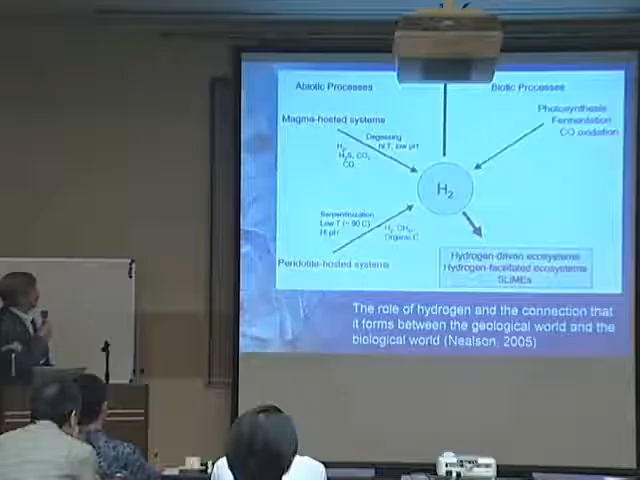 Abiotic Processes
Biotic Processes
Magma-hosted systems
Degassing
hi T, low pH
H2
H2S, CO2
CO
Photosynthesis
Fermentation
CO oxidation
H2
Serpentinization
Low T (~ 90 C)
Hi pH
H2, CH4,
Organic C
Peridotite-hosted systems
Hydrogen-driven ecosystems
Hydrogen-facilitated ecosystems
SLiMEs
The role of hydrogen and the connection that
it forms between the geological world and the
biological world (Nealson, 2005)